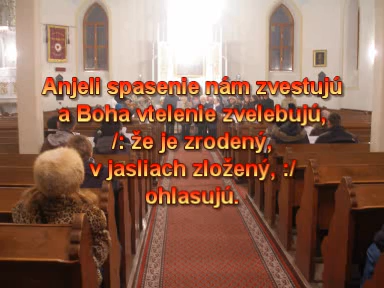 Anjeli spasenie nám zvestujú
a Boha vtelenie zvelebujú,
/: že je zrodený,
v jasliach zložený, :/
ohlasujú.